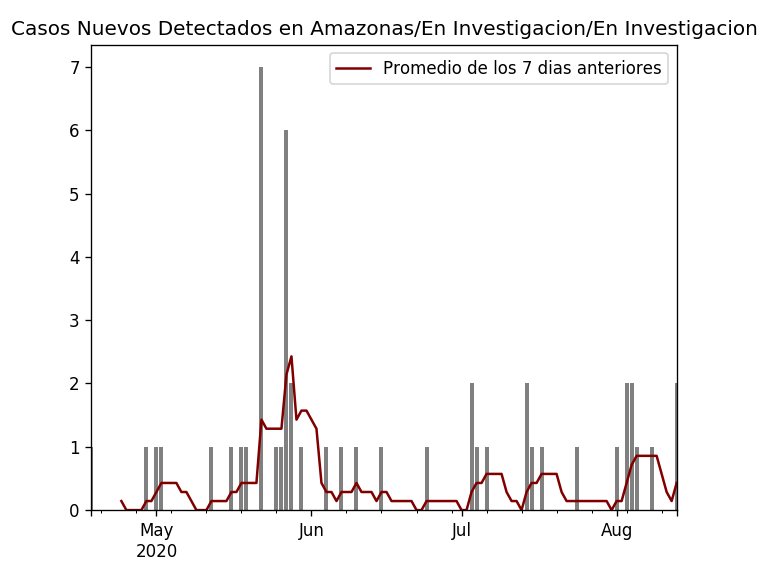 Casos Nuevos Detectados en Amazonas/En Investigacion/En Investigacion
Promedio de los 7 dias anteriores
7
6
5
4
3
2
1
0
May
2020
Jun
Jul
Aug